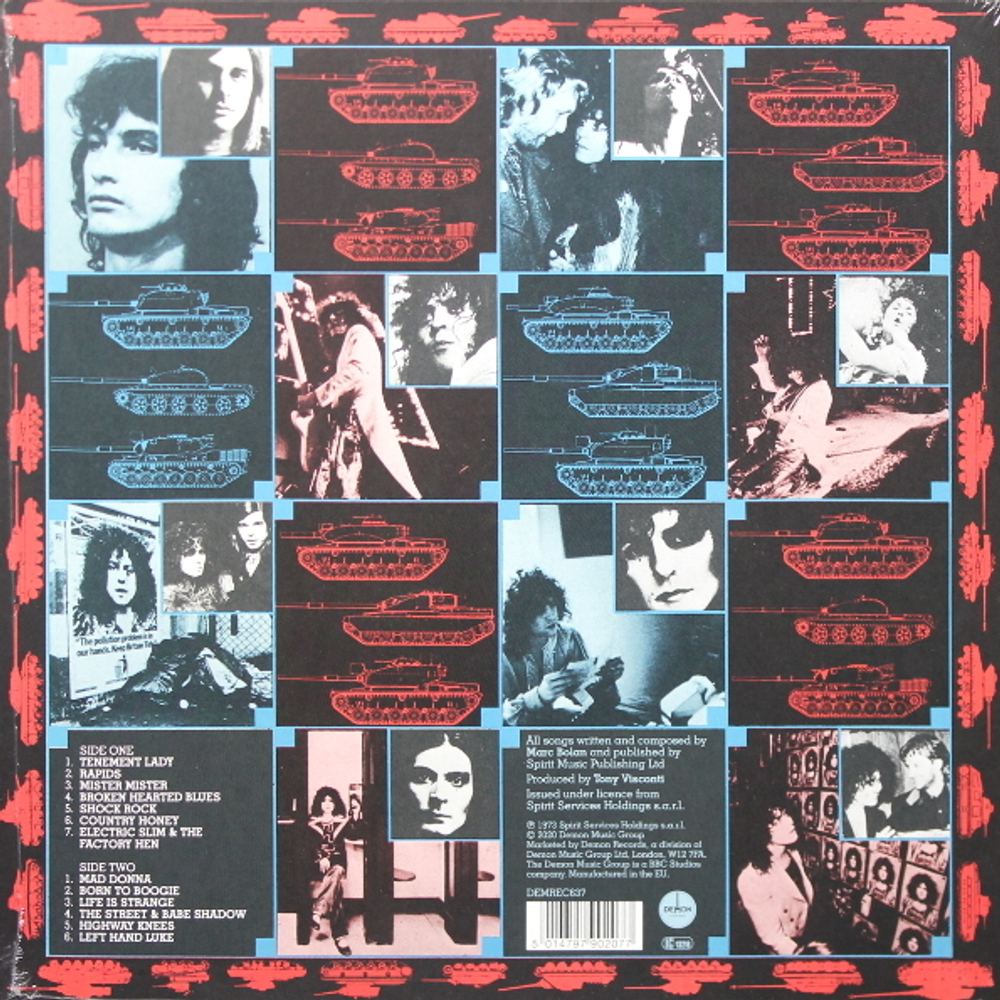 "The pollution problem is in
our hands. Keep Britain
SIDE ONE
1. TENEMENT LADY
2. RAPIDS
3. MISTER MISTER
4. BROKEN HEARTED BLUES
5. SHOCK ROCK
6. COUNTRY HONEY
7. ELECTRIC SLIM & THE
FACTORY HEN
SIDE TWO
1. MAD DONNA
2. BORN TO BOOGIE
3. LIFE IS STRANGE
4. THE STREET & BABE SHADOW
5. HIGHWAY KNEES
6. LEFT HAND LUKE
All songs written and composed by
Marc Bolan and published by
Spirit Music Publishing Ltd
Produced by Tony Visconti
Issued under licence from
Spirit Services Holdings s.a.r.l.
℗ 1973 Spirit Services Holdings s.a.r.l.
© 2020 Demon Music Group
Marketed by Demon Records, a division of
Demon Music Group Ltd, London. W12 7FA.
The Demon Music Group is a BBC Studios
company. Manufactured in the EU.
DEMREC637
DEMON
5 014797 902077